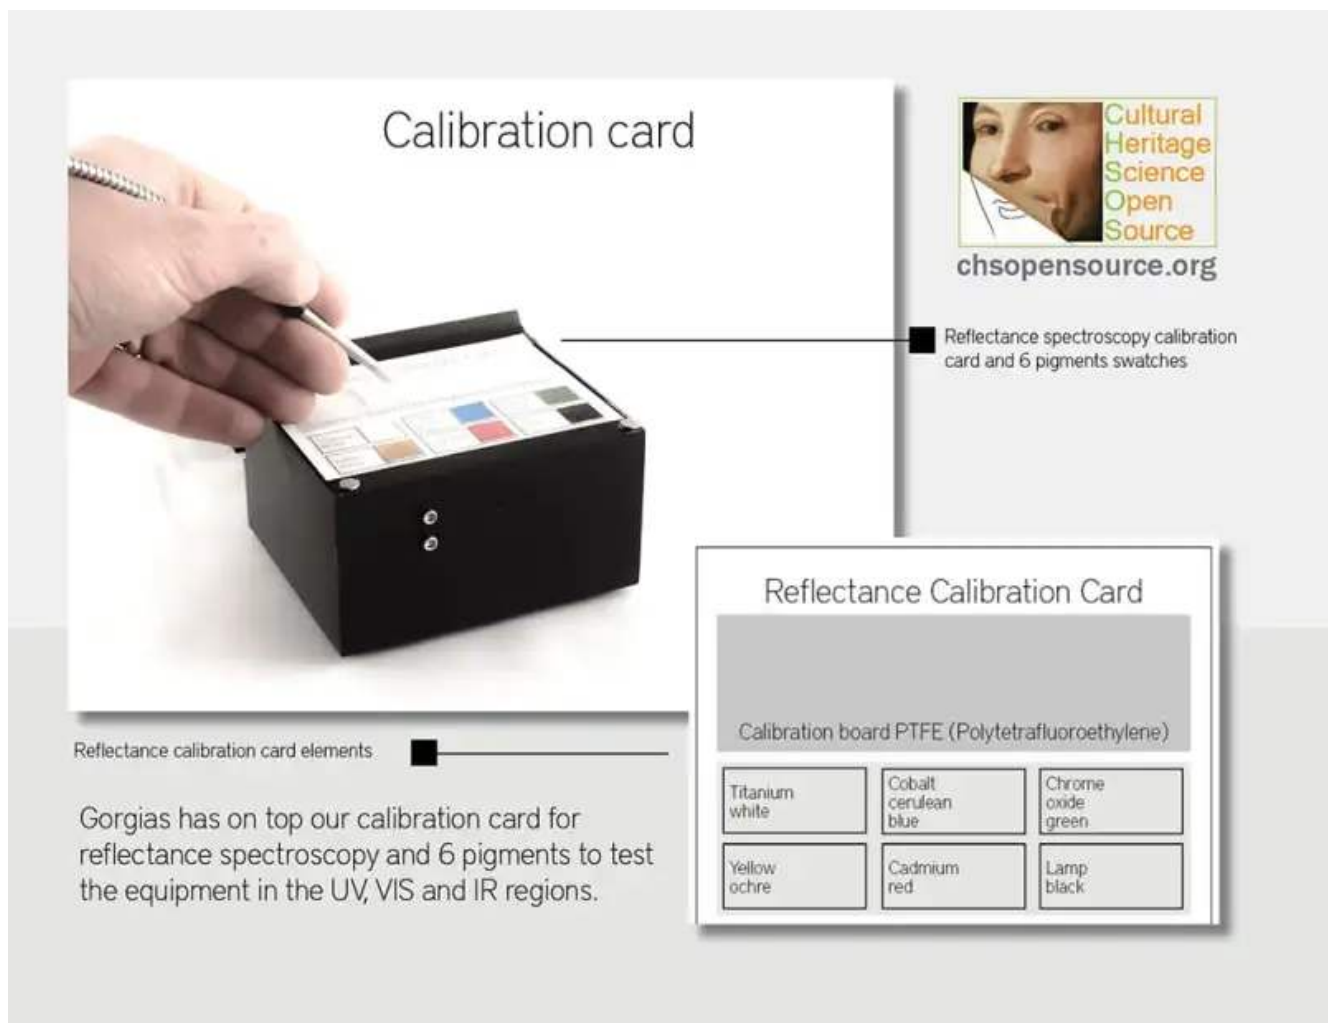 Calibration card
Cultural
Heritage
Science
Open
Source
chsopensource.org
Reflectance spectroscopy calibration
card and 6 pigments swatches
Reflectance Calibration Card
Calibration board PTFE (Polytetrafluoroethylene)
Titanium
white
Cobalt
cerulean
blue
Chrome
oxide
green
Yellow
ochre
Cadmium
red
Lamp
black
Reflectance calibration card elements
Gorgias has on top our calibration card for
reflectance spectroscopy and 6 pigments to test
the equipment in the UV, VIS and IR regions.